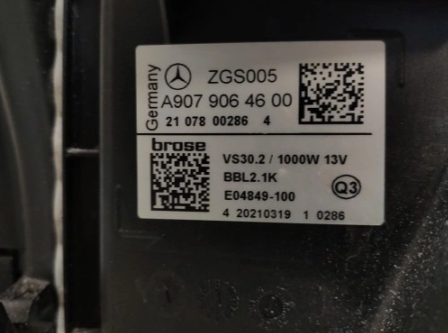 Germany
ZGS005
A907 906 46 00
21 078 00286 4
brose
VS30.2 / 1000W 13V
BBL2.1K
E04849-100
Q3
4 20210319 1 0286